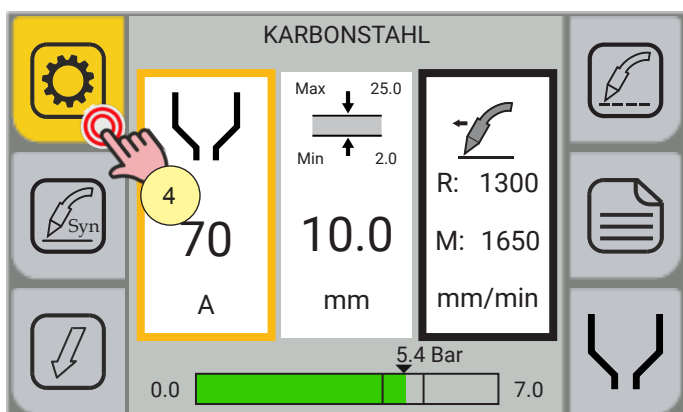 KARBONSTAHL
Max 25.0
Min 2.0
4
70
A
10.0
mm
R: 1300
M: 1650
mm/min
Syn
5.4 Bar
0.0
7.0